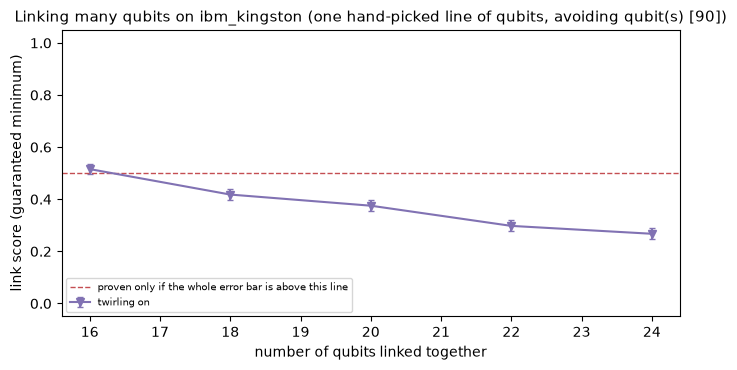 Linking many qubits on ibm_kingston (one hand-picked line of qubits, avoiding qubit(s) [90])
link score (guaranteed minimum)
1.0
0.8
0.6
0.4
0.2
0.0
proven only if the whole error bar is above this line
twirling on
16 17 18 19 20 21 22 23 24
number of qubits linked together